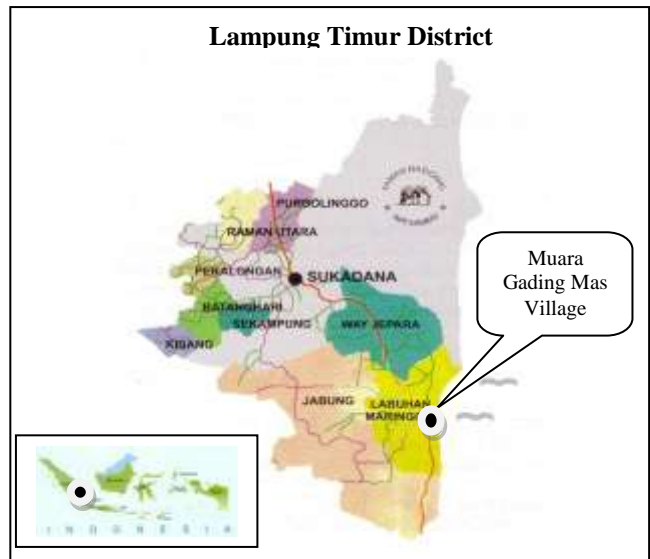 Lampung Timur District
PURBOLINGGO
RAMAN UTARA
PEKALONGAN
SUKADANA
BATANGHARI
SEKAMPUNG
WAY JEPARA
KIBANG
JABUNG
LABUHAN
Muara
Gading Mas
Village
I N D O N E S I A